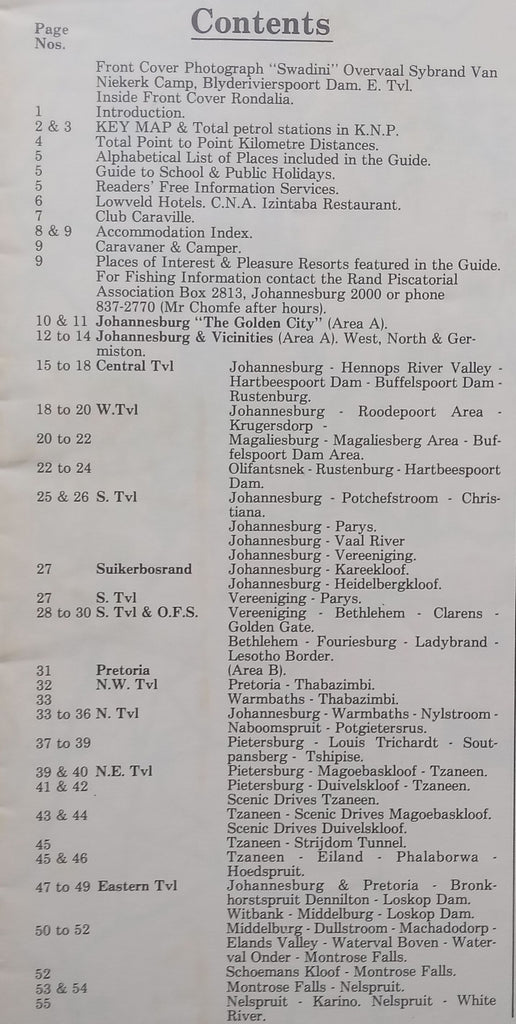 Contents
Page
Nos.
Front Cover Photograph "Swadini" Overvaal Sybrand Van
Niekerk Camp, Blyderivierspoort Dam. E. Tvl.
Inside Front Cover Rondalia.
1 Introduction.
2 & 3 KEY MAP & Total petrol stations in K.N.P.
4 Total Point to Point Kilometre Distances.
5 Alphabetical List of Places included in the Guide.
5 Guide to School & Public Holidays.
5 Readers' Free Information Services.
6 Lowveld Hotels. C.N.A. Izintaba Restaurant.
7 Club Caraville.
8 & 9 Accommodation Index.
9 Caravaner & Camper.
9 Places of Interest & Pleasure Resorts featured in the Guide.
For Fishing Information contact the Rand Piscatorial
Association Box 2813, Johannesburg 2000 or phone
837-2770 (Mr Chomfe after hours).
10 & 11 Johannesburg "The Golden City" (Area A).
12 to 14 Johannesburg & Vicinities (Area A). West, North & Ger-
miston.
15 to 18 Central Tvl Johannesburg - Hennops River Valley -
Hartbeespoort Dam - Buffelspoort Dam -
Rustenburg.
18 to 20 W.Tvl Johannesburg - Roodepoort Area -
Krugersdorp -
20 to 22 Magaliesburg - Magaliesberg Area - Buf-
felspoort Dam Area.
22 to 24 Olifantsnek - Rustenburg - Hartbeespoort
Dam.
25 & 26 S. Tvl Johannesburg - Potchefstroom - Chris-
tiana.
Johannesburg - Parys.
Johannesburg - Vaal River
Johannesburg - Vereeniging.
27 Suikerbosrand Johannesburg - Kareekloof.
Johannesburg - Heidelbergkloof.
27 S. Tvl Vereeniging - Parys.
28 to 30 S. Tvl & O.F.S. Vereeniging - Bethlehem - Clarens -
Golden Gate.
Bethlehem - Fouriesburg - Ladybrand -
Lesotho Border.
31 Pretoria (Area B).
32 N.W. Tvl Pretoria - Thabazimbi.
33 Warmbaths - Thabazimbi.
33 to 36 N. Tvl Johannesburg - Warmbaths - Nylstroom -
Naboomspruit - Potgietersrus.
37 to 39 Pietersburg - Louis Trichardt - Sout-
pansberg - Tshipise.
39 & 40 N.E. Tvl Pietersburg - Magoebaskloof - Tzaneen.
41 & 42 Pietersburg - Duivelskloof - Tzaneen.
Scenic Drives Tzaneen.
43 & 44 Tzaneen - Scenic Drives Magoebaskloof.
Scenic Drives Duivelskloof.
45 Tzaneen - Strijdom Tunnel.
45 & 46 Tzaneen - Eiland - Phalaborwa -
Hoedspruit.
47 to 49 Eastern Tvl Johannesburg & Pretoria - Bronk-
horstspruit Dennilton - Loskop Dam.
Witbank - Middelburg - Loskop Dam.
50 to 52 Middelburg - Dullstroom - Machadodorp -
Elands Valley - Waterval Boven - Water-
val Onder - Montrose Falls.
52 Schoemans Kloof - Montrose Falls.
53 & 54 Montrose Falls - Nelspruit.
55 Nelspruit - Karino. Nelspruit - White
River.